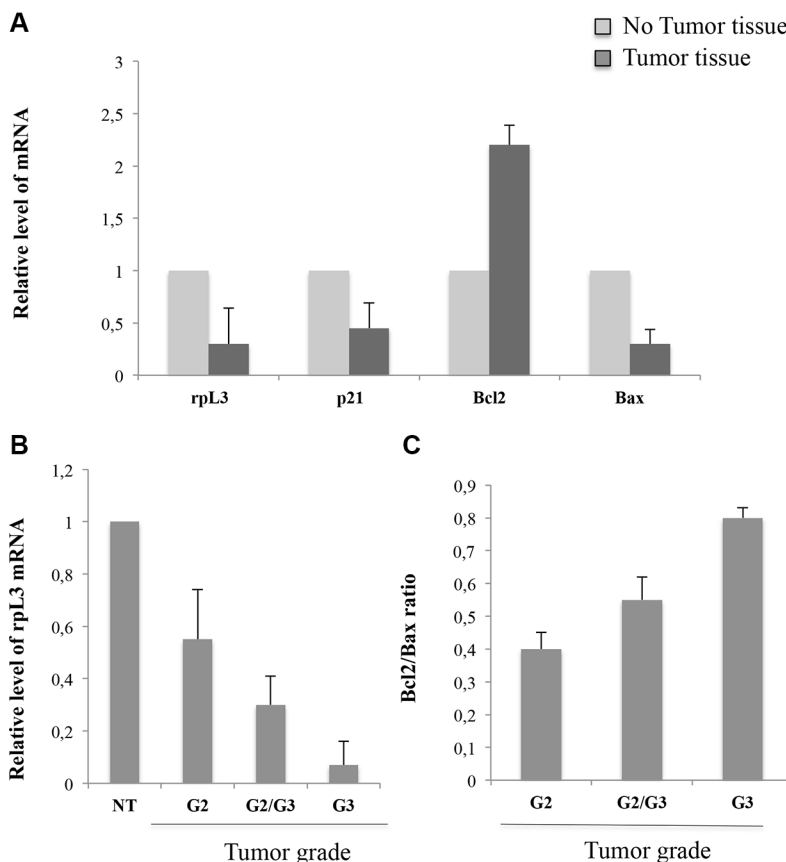 A
No Tumor tissue
Tumor tissue
Relative level of mRNA
3
2,5
2
1,5
1
0,5
0
rpL3 p21 Bcl2 Bax
B
Relative level of rpL3 mRNA
1,2
1
0,8
0,6
0,4
0,2
0
NT G2 G2/G3 G3
Tumor grade
C
Bcl2/Bax ratio
0,9
0,8
0,7
0,6
0,5
0,4
0,3
0,2
0,1
0
G2 G2/G3 G3
Tumor grade